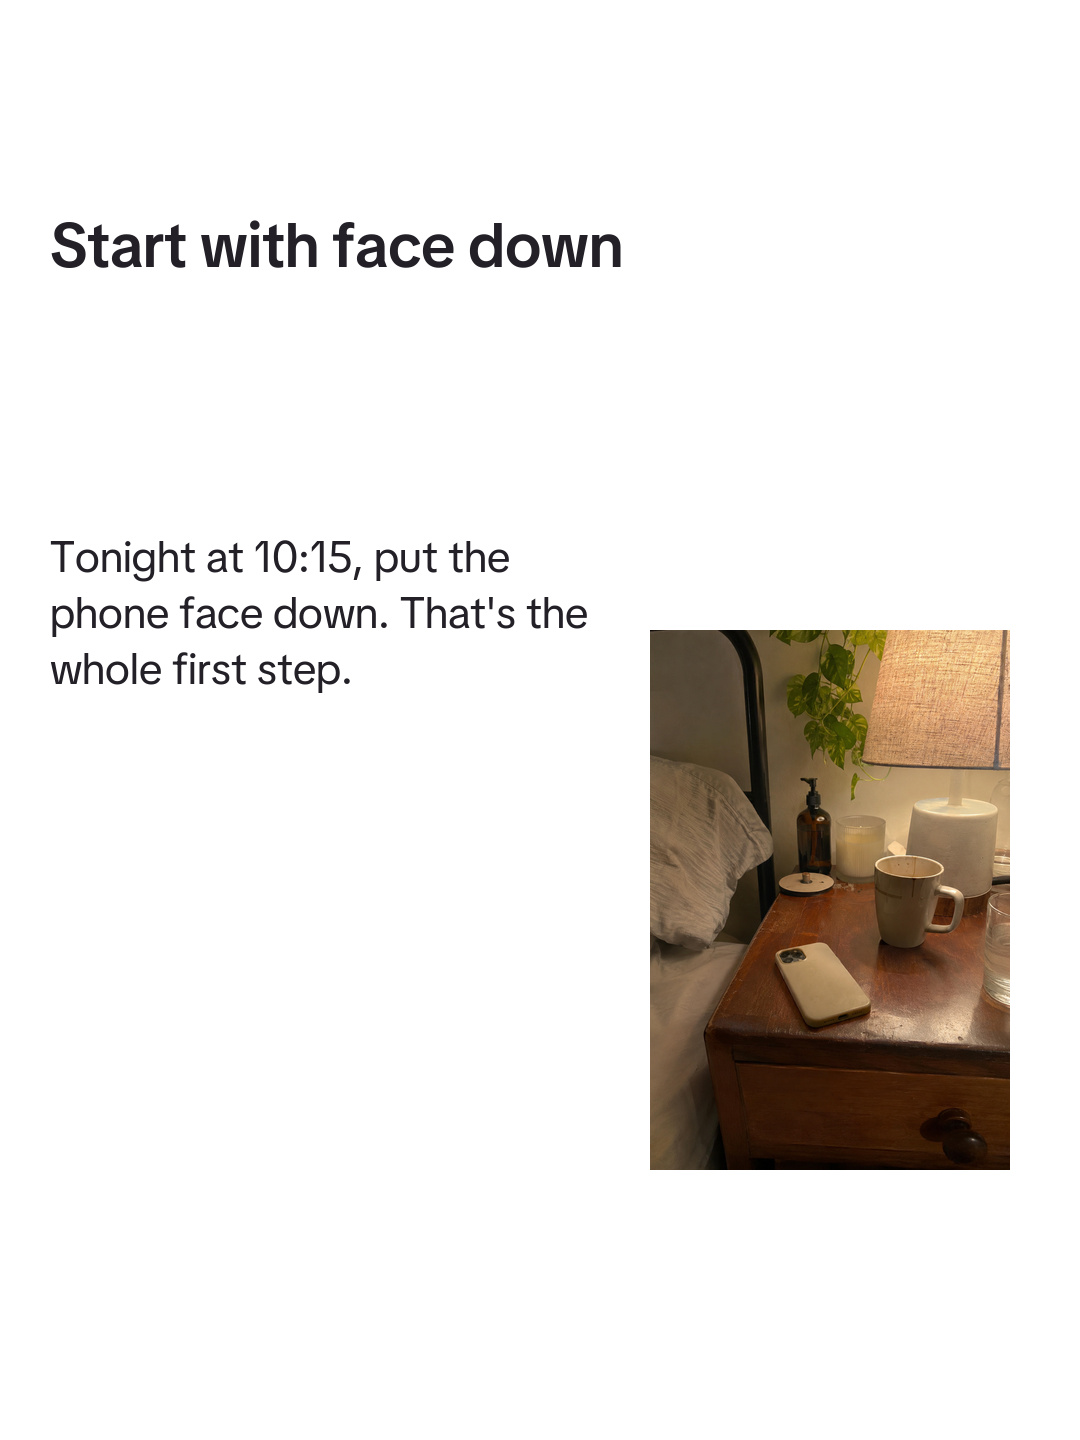 Start with face down
Tonight at 10:15, put the
phone face down. That's the
whole first step.